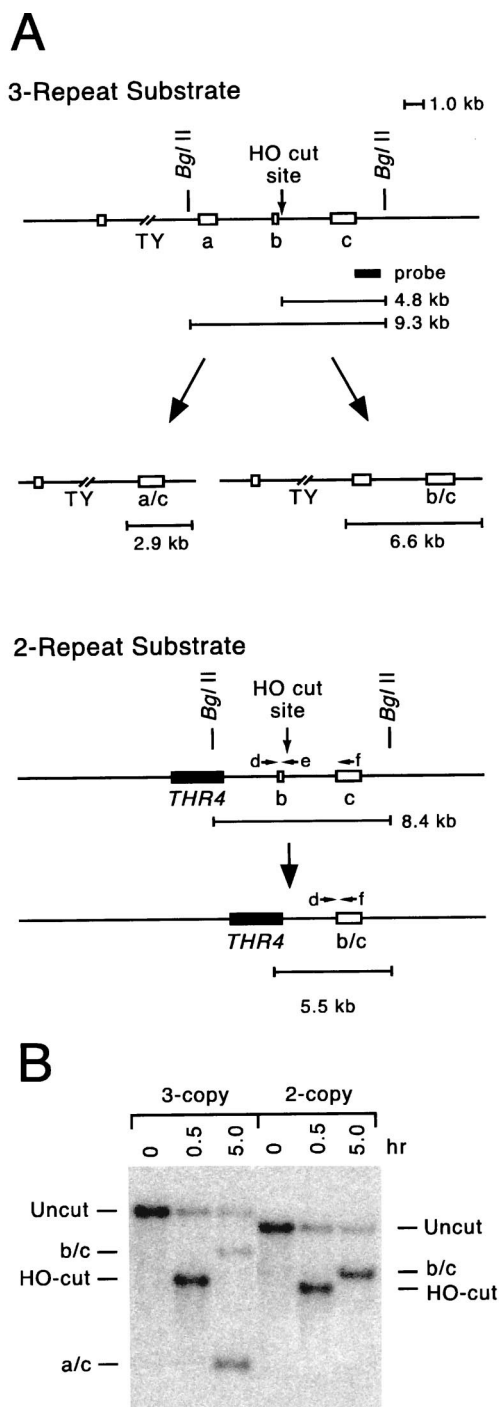 A
3-Repeat Substrate
1.0 kb
Bgl II
HO cut
site
Bgl II
TY a b c
probe
4.8 kb
9.3 kb
TY a/c
2.9 kb
TY b/c
6.6 kb
2-Repeat Substrate
Bgl II
HO cut
site
Bgl II
d e f
THR4 b c
8.4 kb
d f
THR4 b/c
5.5 kb
B
3-copy 2-copy
0 0.5 5.0 0 0.5 5.0 hr
Uncut Uncut
b/c b/c
HO-cut HO-cut
a/c